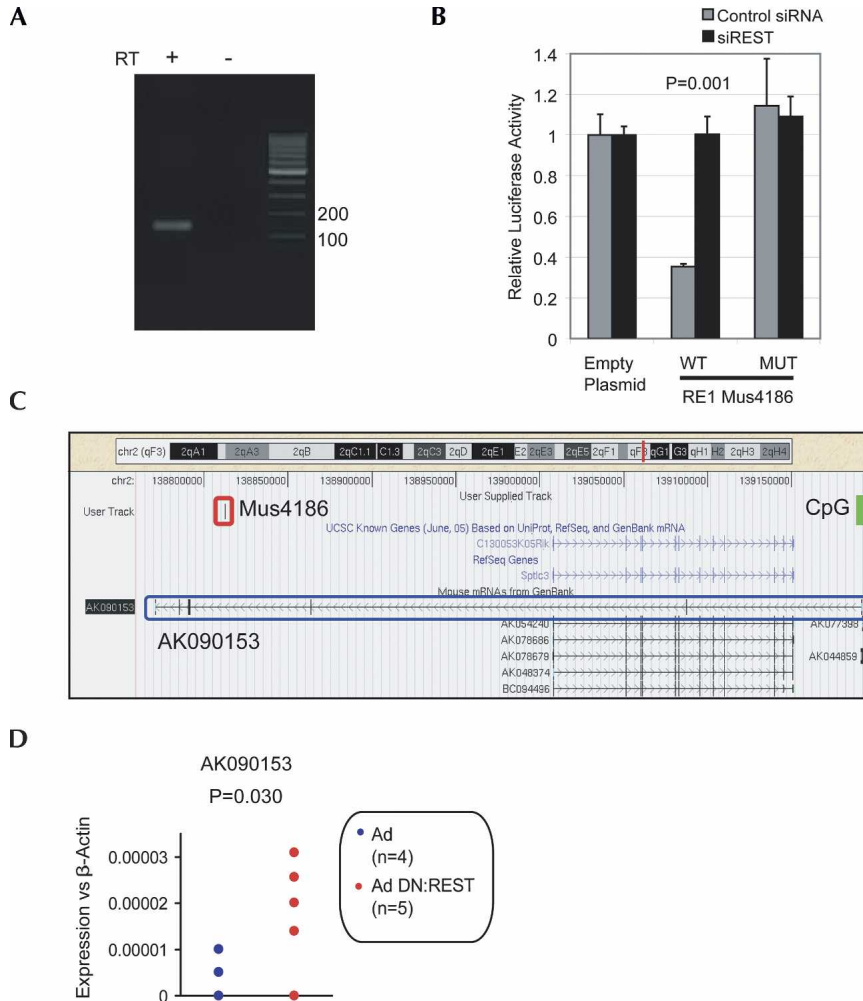 A
RT + -
200
100
B
Control siRNA
siREST
Relative Luciferase Activity
1.4
1.2
1
0.8
0.6
0.4
0.2
0
P=0.001
Empty
Plasmid
WT
MUT
RE1 Mus4186
C
chr2 (qF3) 2qA1 2qA3 2qB 2qC1.1 C1.3 2qC3 2qD 2qE1 E2 2qE3 2qE5 2qF1 qF3 qG1 G3 qH1 H2 2qH3 2qH4
chr2: 138800000 138850000 138900000 138950000 139000000 139050000 139100000 139150000
User Supplied Track
User Track Mus4186 CpG
UCSC Known Genes (June, 05) Based on UniProt, RefSeq, and GenBank mRNA
C130053K05Rik
RefSeq Genes
Sptlc3
Mouse mRNAs from GenBank
AK090153
AK090153
AK054240 AK077398
AK078686
AK078679 AK044859
AK048374
BC094496
D
AK090153
P=0.030
Expression vs β-Actin
0.00003
0.00002
0.00001
0
Ad
(n=4)
Ad DN:REST
(n=5)